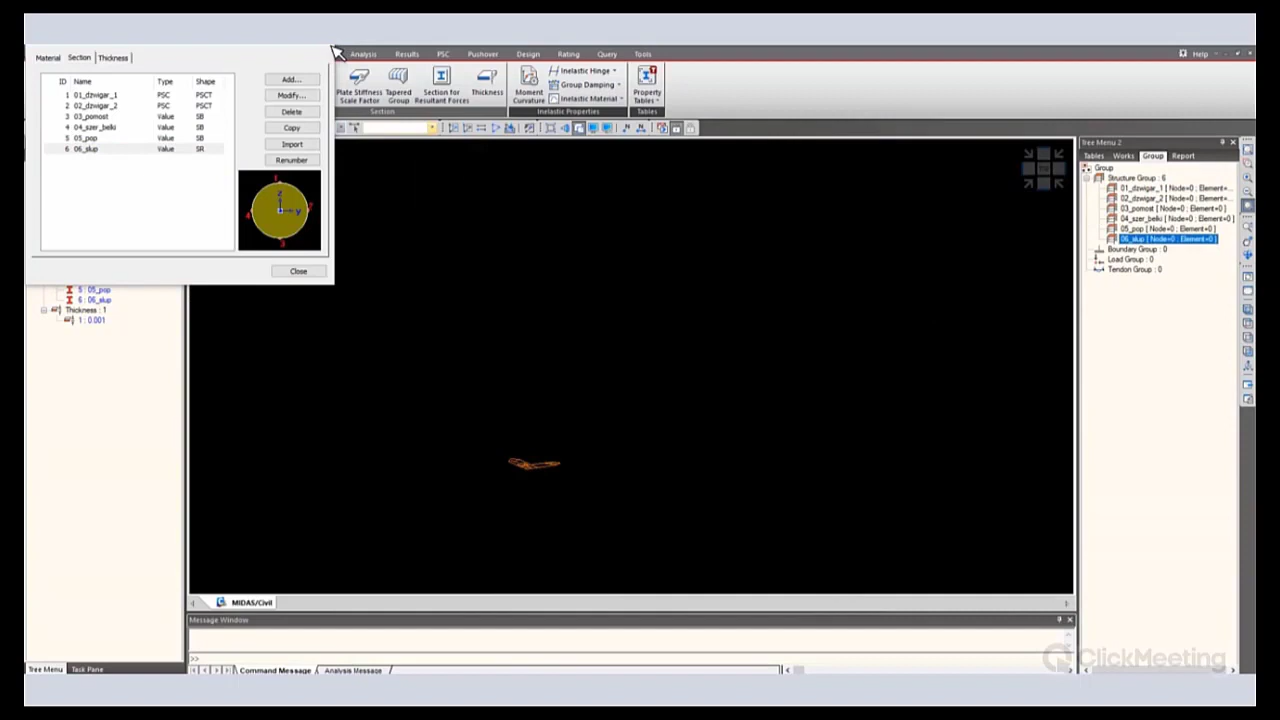 Analysis Results PSC Pushover Design Rating Query Tools Help
Material Section Thickness
ID Name Type Shape
1 01_dzwigar_1 PSC PSCT
2 02_dzwigar_2 PSC PSCT
3 03_pomost Value SB
4 04_szer_belki Value SB
5 05_pop Value SB
6 06_slup Value SR
Add...
Modify...
Delete
Copy
Import
Renumber
1
z
y
2
4
3
Close
Plate Stiffness Scale Factor
Tapered Group
Section for Resultant Forces
Thickness
Section
Moment Curvature
Inelastic Hinge
Group Damping
Inelastic Material
Inelastic Properties
Property Tables
Tables
5 : 05_pop
6 : 06_slup
Thickness : 1
1 : 0.001
Tree Menu 2
Tables Works Group Report
Group
Structure Group : 6
01_dzwigar_1 [ Node=0 ; Element=...
02_dzwigar_2 [ Node=0 ; Element=...
03_pomost [ Node=0 ; Element=0 ]
04_szer_belki [ Node=0 ; Element=0 ]
05_pop [ Node=0 ; Element=0 ]
06_slup [ Node=0 ; Element=0 ]
Boundary Group : 0
Load Group : 0
Tendon Group : 0
MIDAS/Civil
Message Window
>>
Tree Menu Task Pane
Command Message Analysis Message
ClickMeeting